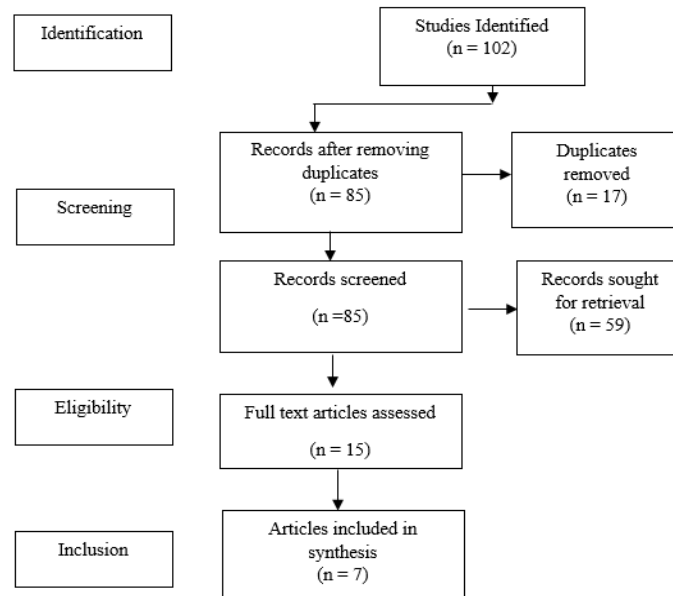 Identification
Studies Identified
(n = 102)
Records after removing
duplicates
(n = 85)
Duplicates
removed
(n = 17)
Screening
Records screened
(n =85)
Records sought
for retrieval
(n = 59)
Eligibility
Full text articles assessed
(n = 15)
Inclusion
Articles included in
synthesis
(n = 7)